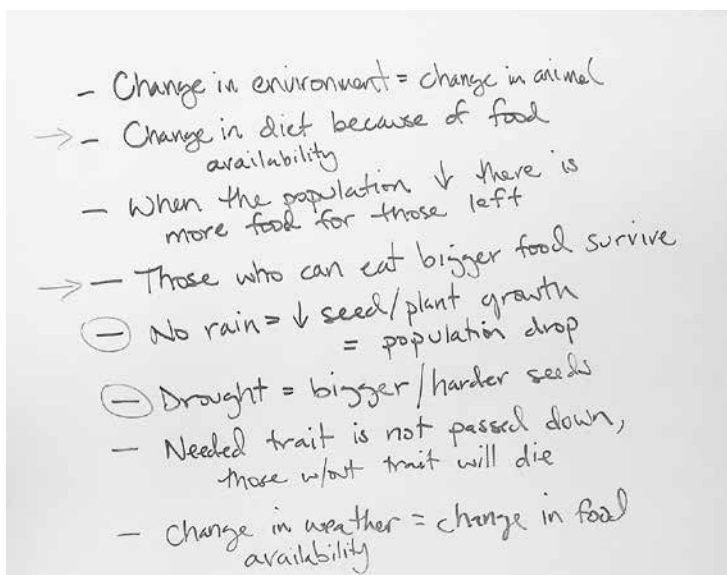 - Change in environment = change in animal
→ - Change in diet because of food
availability
- When the population ↓ there is
more food for those left
→ - Those who can eat bigger food survive
- No rain = ↓ seed/plant growth
= population drop
- Drought = bigger/harder seeds
- Needed trait is not passed down,
those w/out trait will die
- Change in weather = change in food
availability